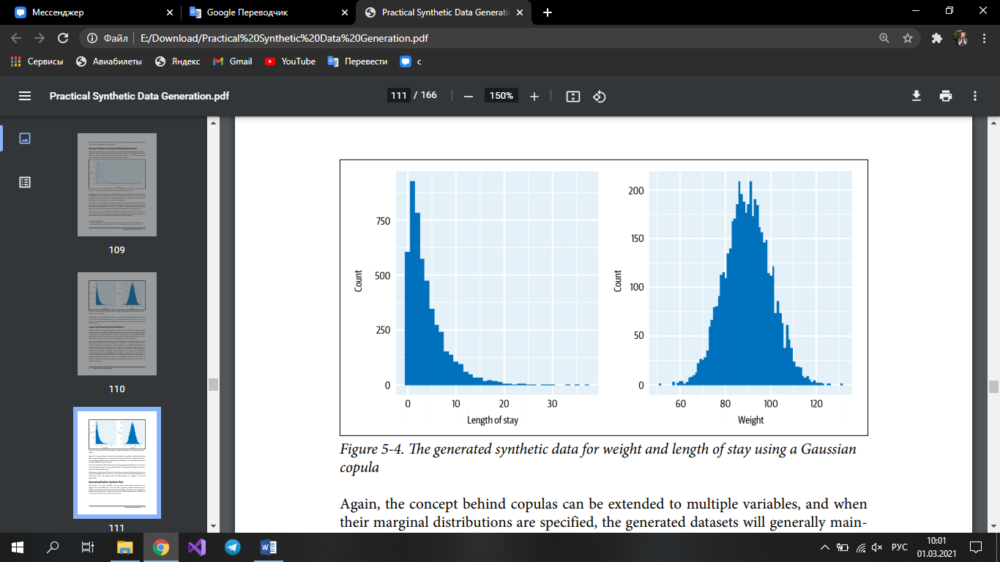 Мессенджер
Google Переводчик
Practical Synthetic Data Generati
Файл
E:/Download/Practical%20Synthetic%20Data%20Generation.pdf
Сервисы
Авиабилеты
Яндекс
Gmail
YouTube
Перевести
с
Practical Synthetic Data Generation.pdf
111 / 166
150%
109
110
111
Count
750
500
250
0
0 10 20 30
Length of stay
Count
200
150
100
50
0
60 80 100 120
Weight
Figure 5-4. The generated synthetic data for weight and length of stay using a Gaussian
copula
Again, the concept behind copulas can be extended to multiple variables, and when
their marginal distributions are specified, the generated datasets will generally main-
РУС
10:01
01.03.2021